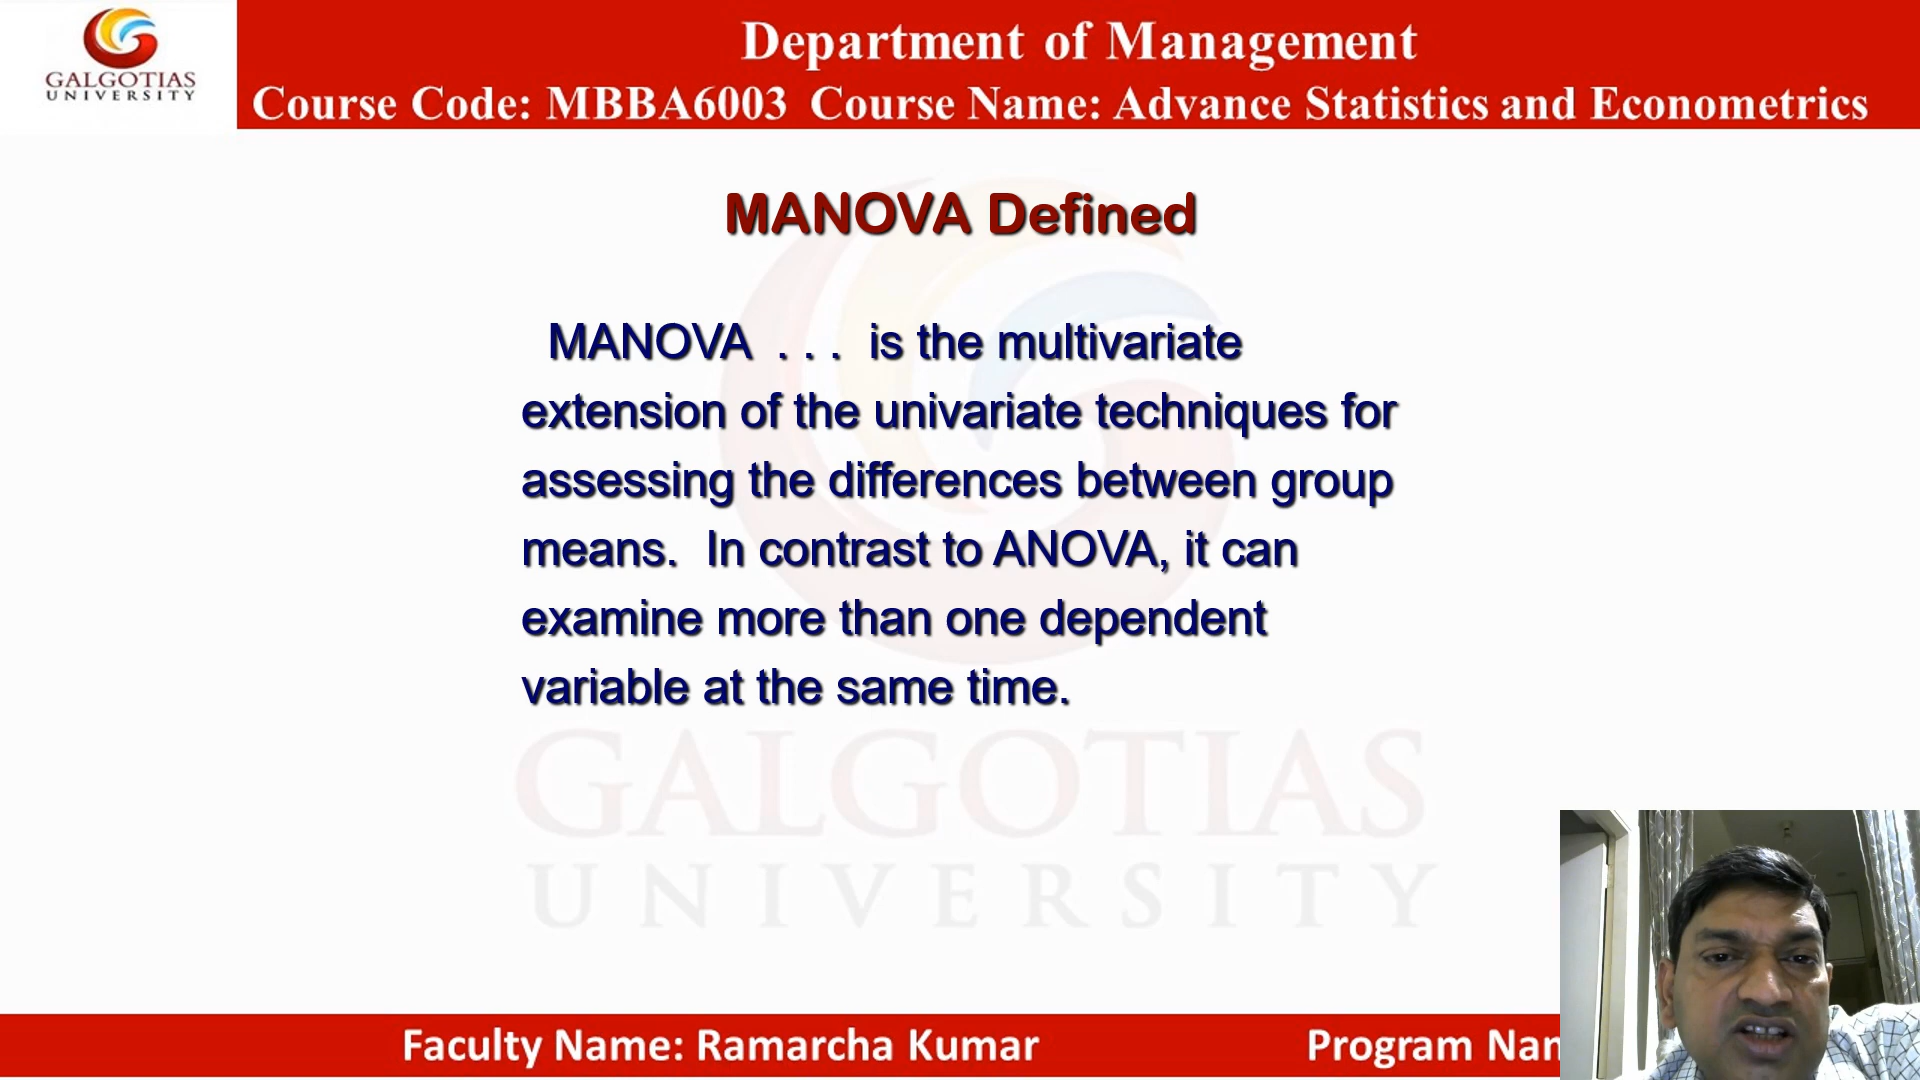 GALGOTIAS
UNIVERSITY
Department of Management
Course Code: MBBA6003 Course Name: Advance Statistics and Econometrics
MANOVA Defined
MANOVA . . . is the multivariate
extension of the univariate techniques for
assessing the differences between group
means. In contrast to ANOVA, it can
examine more than one dependent
variable at the same time.
GALGOTIAS
UNIVERSITY
Faculty Name: Ramarcha Kumar
Program